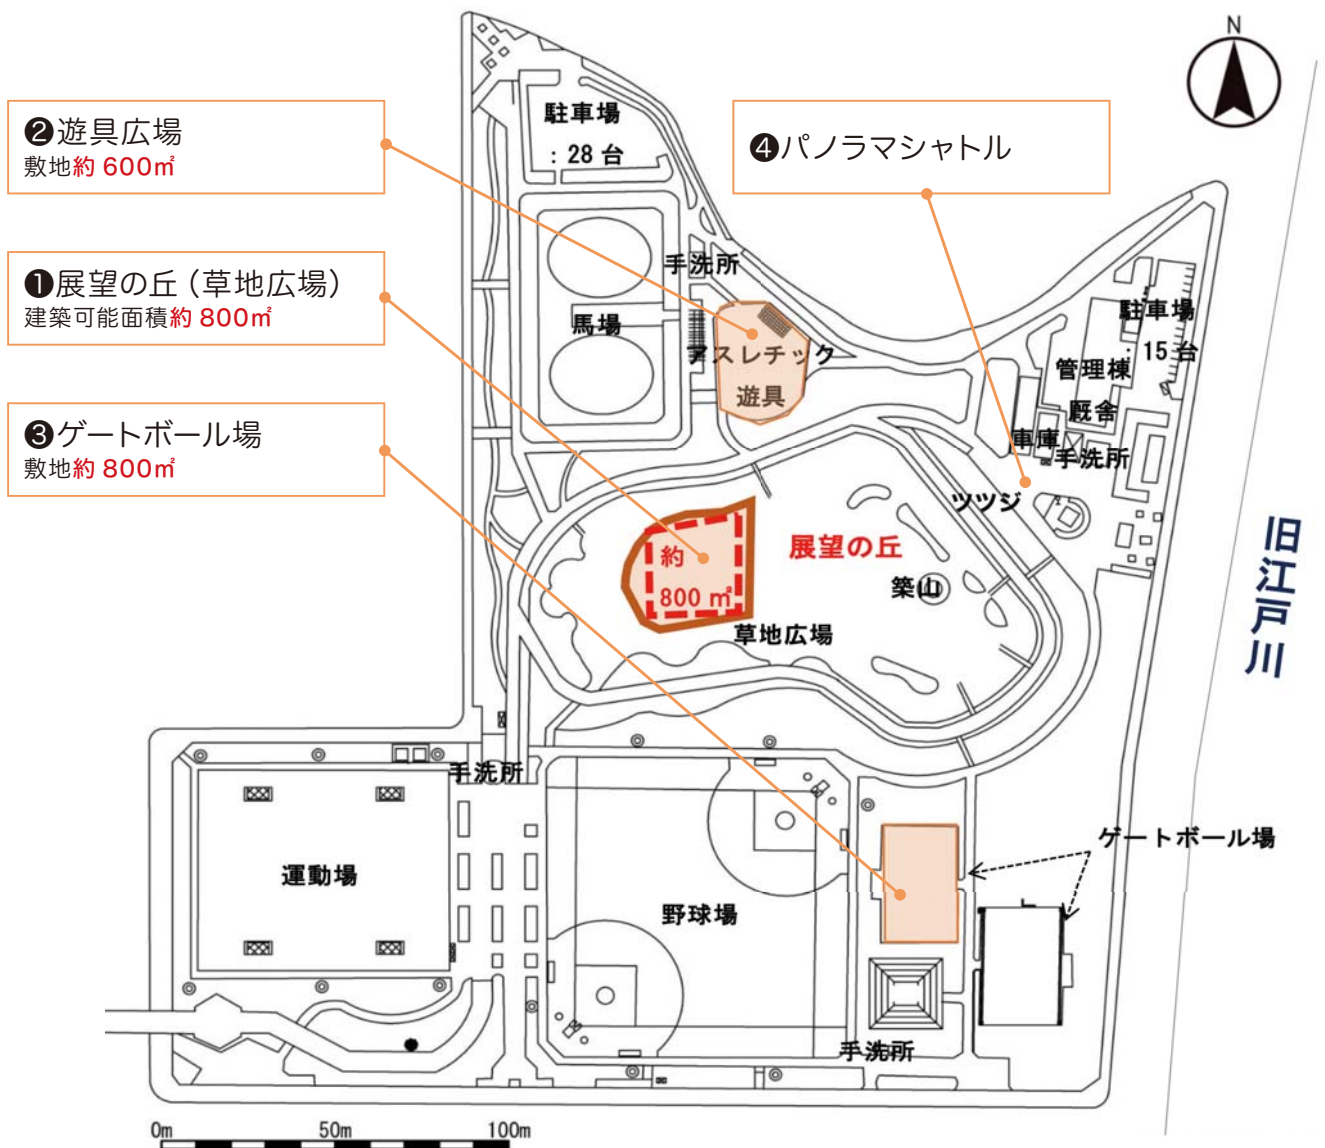 N
❷遊具広場
敷地約 600㎡
❹パノラマシャトル
❶展望の丘（草地広場）
建築可能面積約 800㎡
❸ゲートボール場
敷地約 800㎡
駐車場
：28 台
手洗所
馬場
アスレチック
遊具
駐車場
：15 台
管理棟
厩舎
車庫
手洗所
ツツジ
旧江戸川
展望の丘
約
800 ㎡
築山
草地広場
手洗所
運動場
野球場
ゲートボール場
手洗所
0m 50m 100m